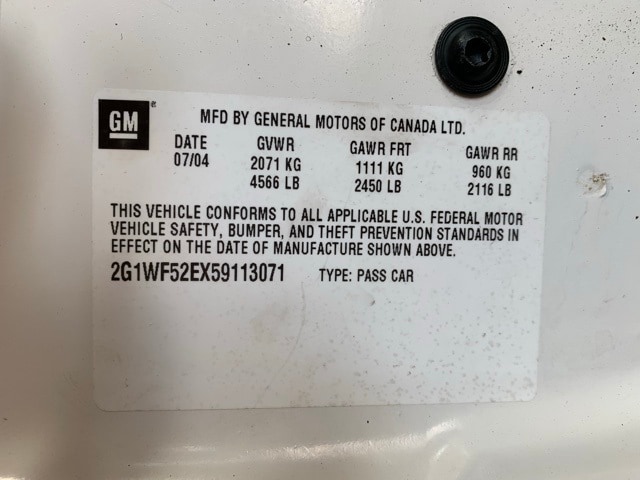 GM ®
MFD BY GENERAL MOTORS OF CANADA LTD.
DATE GVWR GAWR FRT GAWR RR
07/04 2071 KG 1111 KG 960 KG
4566 LB 2450 LB 2116 LB
THIS VEHICLE CONFORMS TO ALL APPLICABLE U.S. FEDERAL MOTOR
VEHICLE SAFETY, BUMPER, AND THEFT PREVENTION STANDARDS IN
EFFECT ON THE DATE OF MANUFACTURE SHOWN ABOVE.
2G1WF52EX59113071 TYPE: PASS CAR